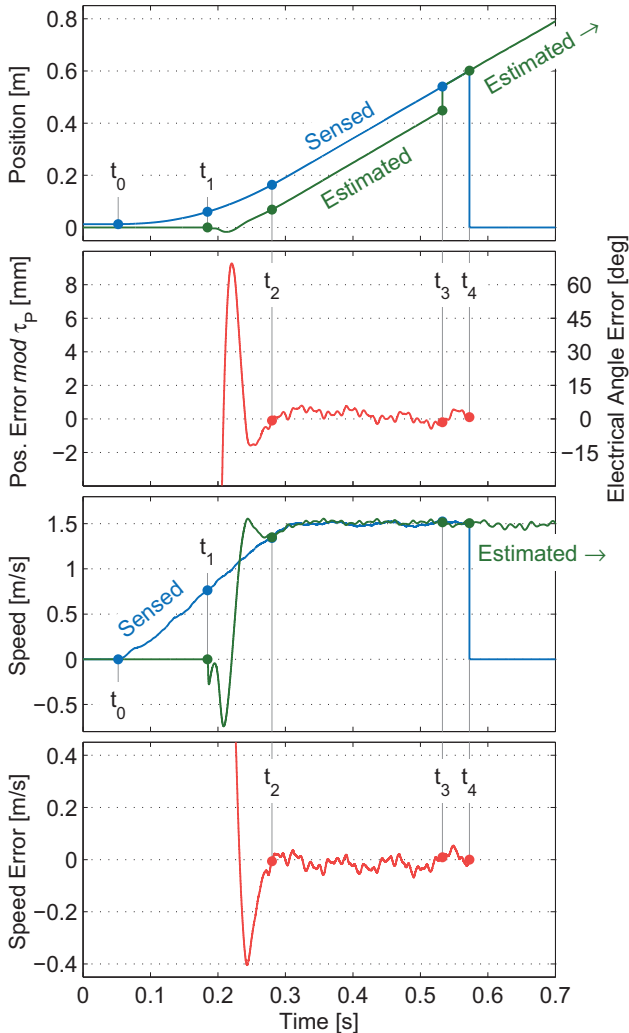 0.8
0.6
0.4
0.2
0
Position [m]
t0
t1
Sensed
Estimated
Estimated →
8
6
4
2
0
−2
Pos. Error mod τP [mm]
t2
t3
t4
60
45
30
15
0
−15
Electrical Angle Error [deg]
1.5
1
0.5
0
−0.5
Speed [m/s]
t0
t1
Sensed
Estimated →
0.4
0.2
0
−0.2
−0.4
Speed Error [m/s]
t2
t3
t4
0
0.1
0.2
0.3
0.4
0.5
0.6
0.7
Time [s]